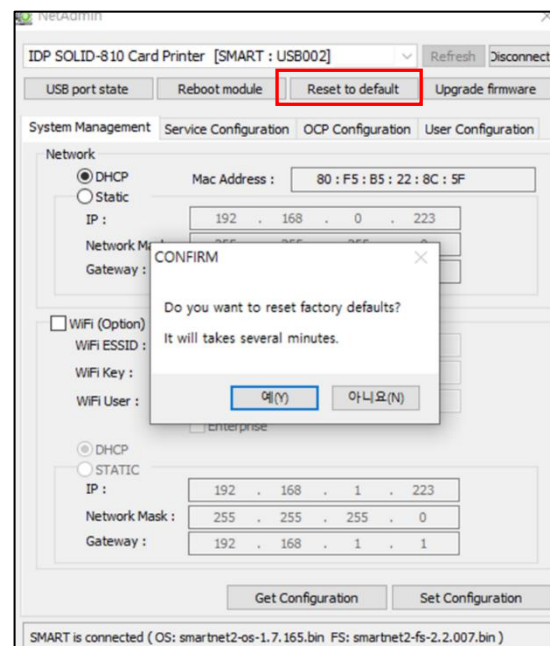 NetAdmin
IDP SOLID-810 Card Printer [SMART : USB002] Refresh Disconnect
USB port state Reboot module Reset to default Upgrade firmware
System Management Service Configuration OCP Configuration User Configuration
Network
DHCP Mac Address : 80 : F5 : B5 : 22 : 8C : 5F
Static
IP : 192 . 168 . 0 . 223
Network
Gateway :
CONFIRM
Do you want to reset factory defaults?
It will takes several minutes.
예(Y) 아니요(N)
WiFi (Option)
WiFi ESSID :
WiFi Key :
WiFi User :
Enterprise
DHCP
STATIC
IP : 192 . 168 . 1 . 223
Network Mask : 255 . 255 . 255 . 0
Gateway : 192 . 168 . 1 . 1
Get Configuration Set Configuration
SMART is connected ( OS: smartnet2-os-1.7.165.bin FS: smartnet2-fs-2.2.007.bin )